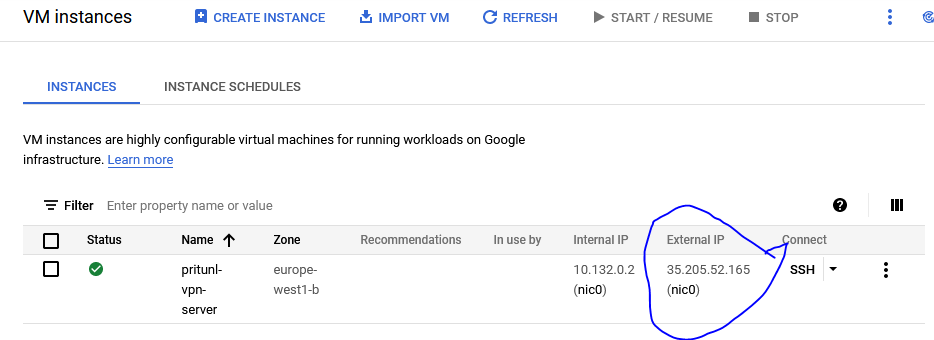 VM instances CREATE INSTANCE IMPORT VM REFRESH START / RESUME STOP
INSTANCES INSTANCE SCHEDULES
VM instances are highly configurable virtual machines for running workloads on Google
infrastructure. Learn more
Filter Enter property name or value
Status Name Zone Recommendations In use by Internal IP External IP Connect
pritunl- europe- 10.132.0.2 35.205.52.165 SSH
vpn- west1-b (nic0) (nic0)
server